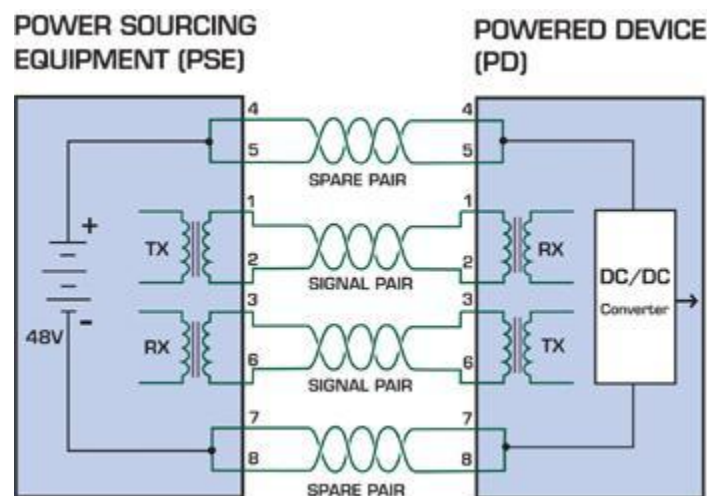 POWER SOURCING
EQUIPMENT (PSE)
POWERED DEVICE
(PD)
4
4
5
5
SPARE PAIR
1
1
+
TX
RX
2
2
SIGNAL PAIR
DC/DC
Converter
3
3
-
48V
RX
TX
6
6
SIGNAL PAIR
7
7
8
8
SPARE PAIR